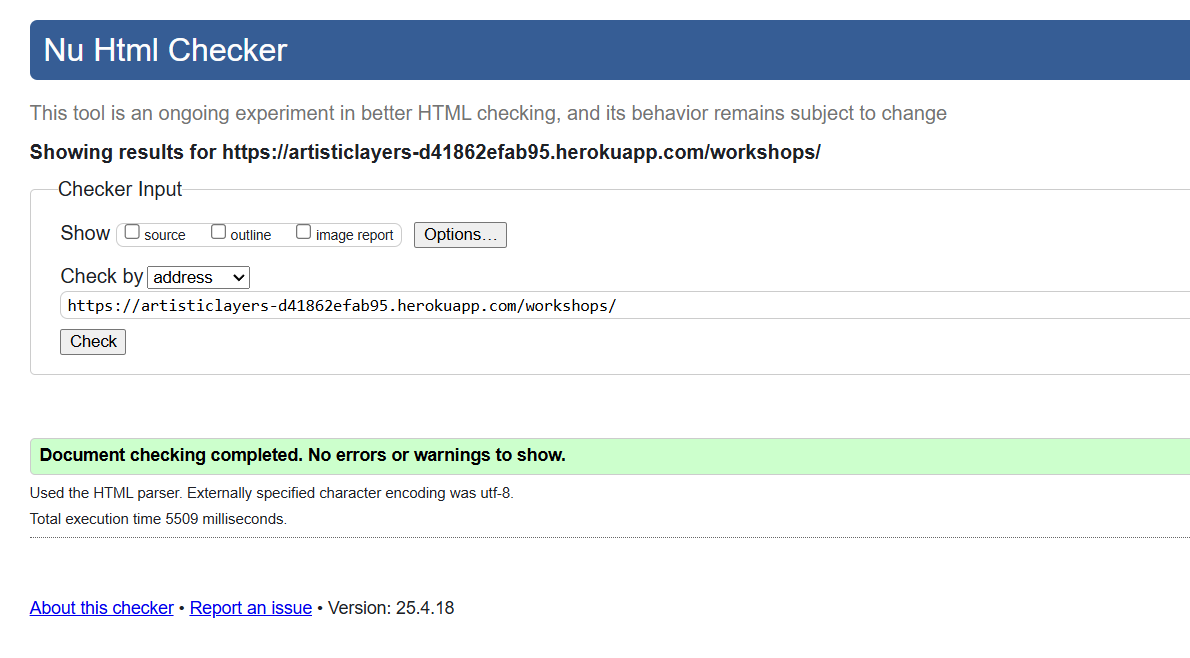 Nu Html Checker
This tool is an ongoing experiment in better HTML checking, and its behavior remains subject to change
Showing results for https://artisticlayers-d41862efab95.herokuapp.com/workshops/
Checker Input
Show source outline image report Options...
Check by address
https://artisticlayers-d41862efab95.herokuapp.com/workshops/
Check
Document checking completed. No errors or warnings to show.
Used the HTML parser. Externally specified character encoding was utf-8.
Total execution time 5509 milliseconds.
About this checker • Report an issue • Version: 25.4.18